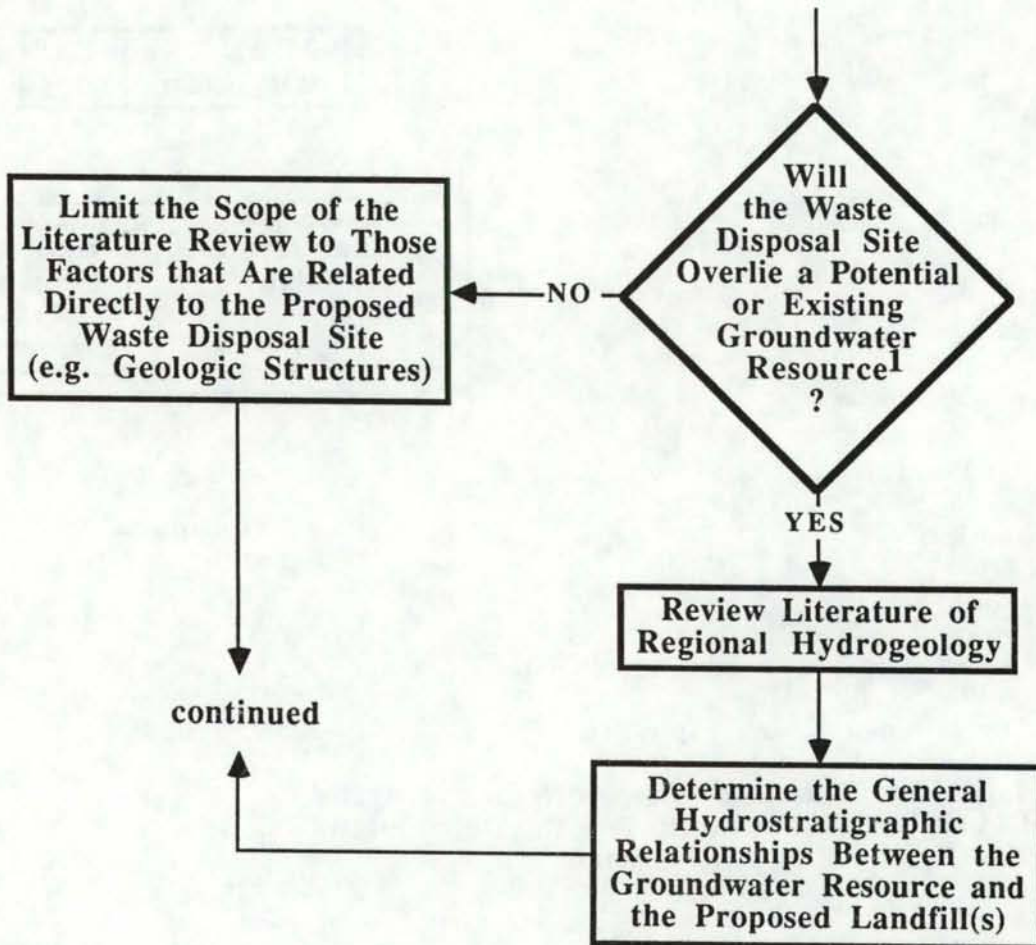 Will
the Waste
Disposal Site
Overlie a Potential
or Existing
Groundwater
Resource1
?
NO
Limit the Scope of the
Literature Review to Those
Factors that Are Related
Directly to the Proposed
Waste Disposal Site
(e.g. Geologic Structures)
YES
Review Literature of
Regional Hydrogeology
Determine the General
Hydrostratigraphic
Relationships Between the
Groundwater Resource and
the Proposed Landfill(s)
continued